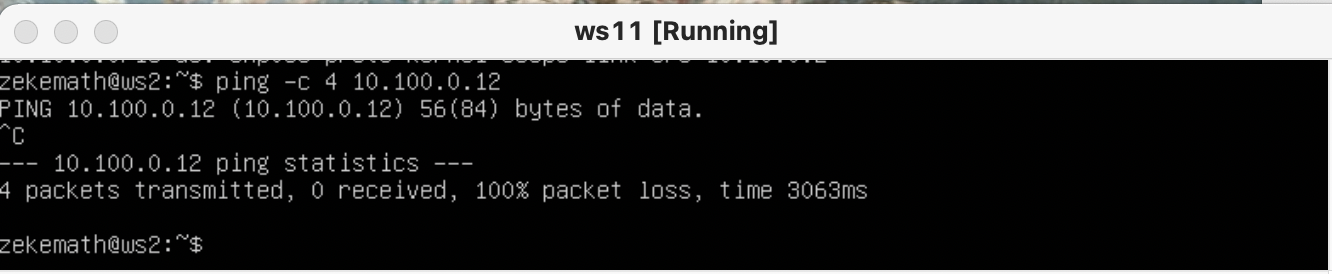 ws11 [Running]
zekemath@ws2:~$ ping -c 4 10.100.0.12
PING 10.100.0.12 (10.100.0.12) 56(84) bytes of data.
^C
--- 10.100.0.12 ping statistics ---
4 packets transmitted, 0 received, 100% packet loss, time 3063ms
zekemath@ws2:~$